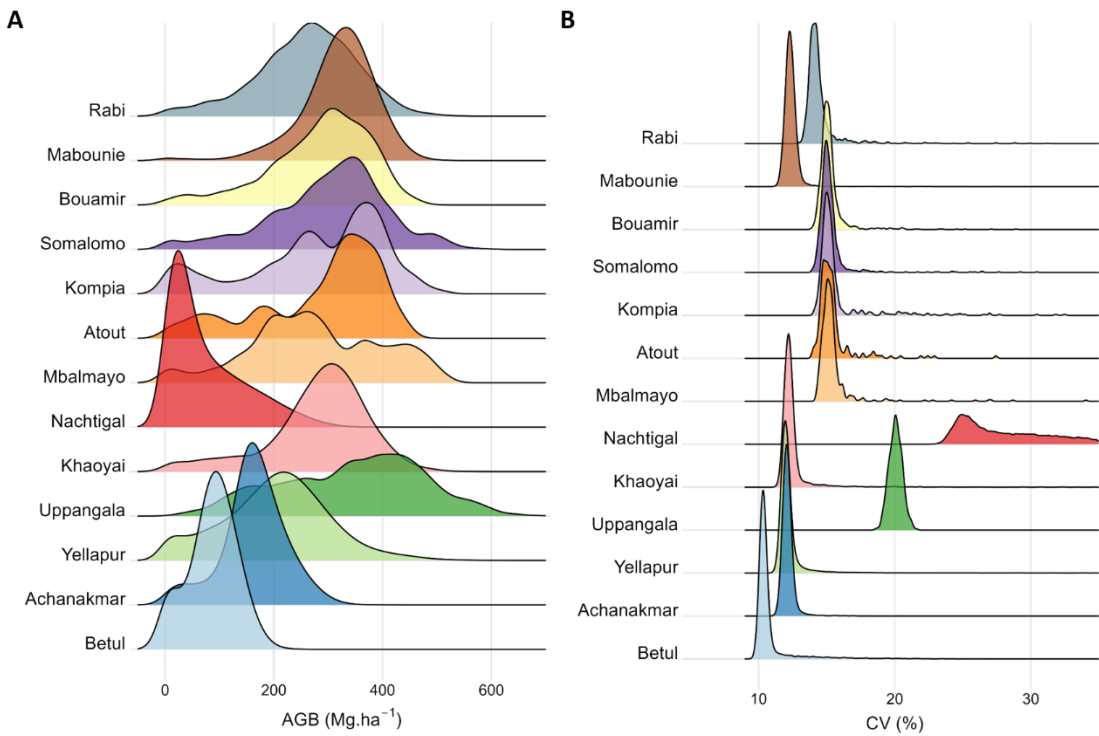 A
Rabi
Mabounie
Bouamir
Somalomo
Kompia
Atout
Mbalmayo
Nachtigal
Khaoyai
Uppangala
Yellapur
Achanakmar
Betul
0 200 400 600
AGB (Mg.ha⁻¹)
B
Rabi
Mabounie
Bouamir
Somalomo
Kompia
Atout
Mbalmayo
Nachtigal
Khaoyai
Uppangala
Yellapur
Achanakmar
Betul
10 20 30
CV (%)